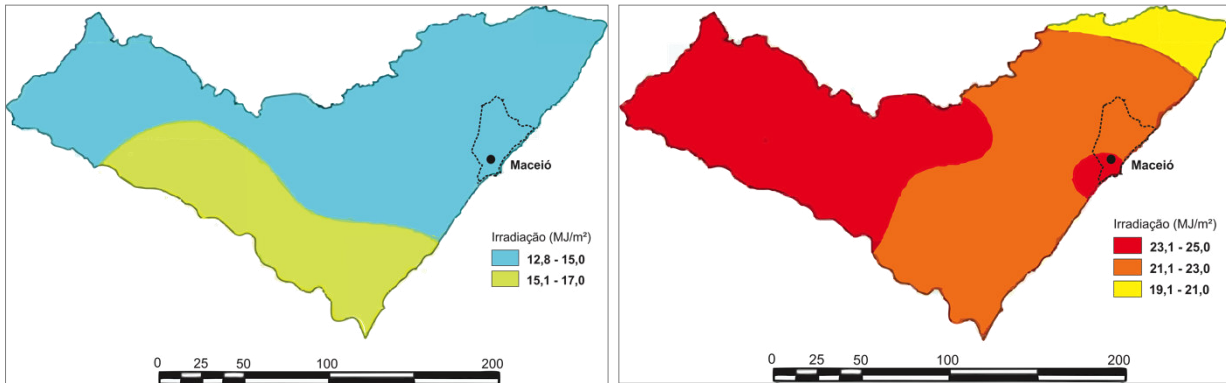 Maceió
Irradiação (MJ/m²)
12,8 - 15,0
15,1 - 17,0
0 25 50 100 200
Maceió
Irradiação (MJ/m²)
23,1 - 25,0
21,1 - 23,0
19,1 - 21,0
0 25 50 100 200